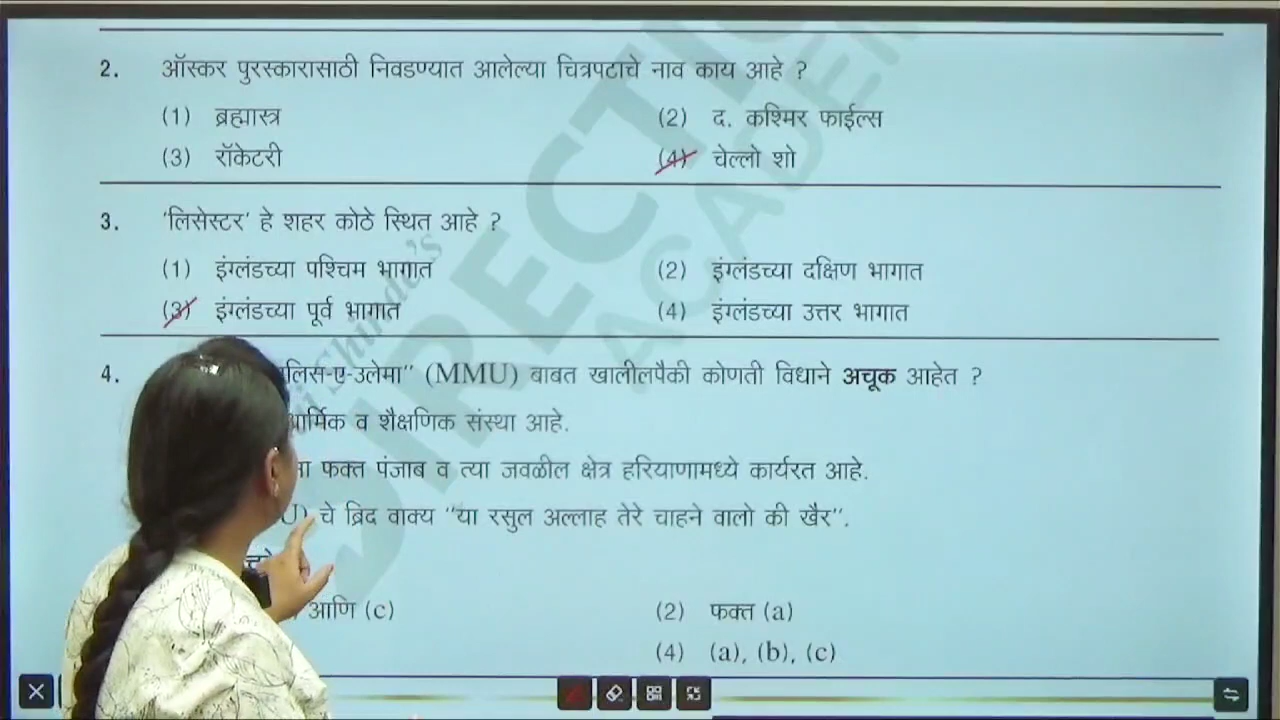 2. ऑस्कर पुरस्कारासाठी निवडण्यात आलेल्या चित्रपटाचे नाव काय आहे ?
(1) ब्रह्मास्त्र (2) द. कश्मिर फाईल्स
(3) रॉकेटरी (4) चेल्लो शो
3. 'लिसेस्टर' हे शहर कोठे स्थित आहे ?
(1) इंग्लंडच्या पश्चिम भागात (2) इंग्लंडच्या दक्षिण भागात
(3) इंग्लंडच्या पूर्व भागात (4) इंग्लंडच्या उत्तर भागात
4. लिस-ए-उलेमा" (MMU) बाबत खालीलपैकी कोणती विधाने अचूक आहेत ?
व शैक्षणिक संस्था आहे.
फक्त पंजाब व त्या जवळील क्षेत्र हरियाणामध्ये कार्यरत आहे.
U) चे ब्रिद वाक्य "या रसुल अल्लाह तेरे चाहने वालो की खैर".
आणि (c) (2) फक्त (a)
(4) (a), (b), (c)
DIRECTION
ACADEM